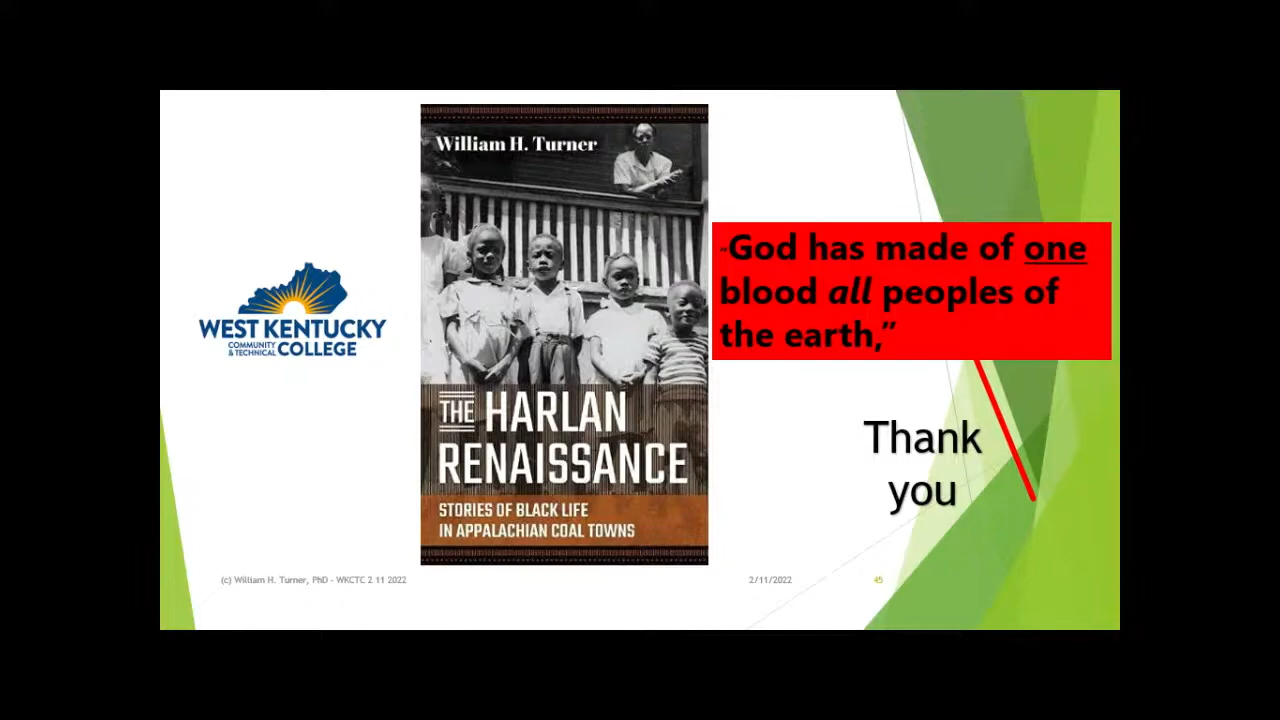 William H. Turner
THE HARLAN
RENAISSANCE
STORIES OF BLACK LIFE
IN APPALACHIAN COAL TOWNS
WEST KENTUCKY
COMMUNITY
& TECHNICAL COLLEGE
“God has made of one
blood all peoples of
the earth,”
Thank
you
(c) William H. Turner, PhD - WKCTC 2 11 2022
2/11/2022
45